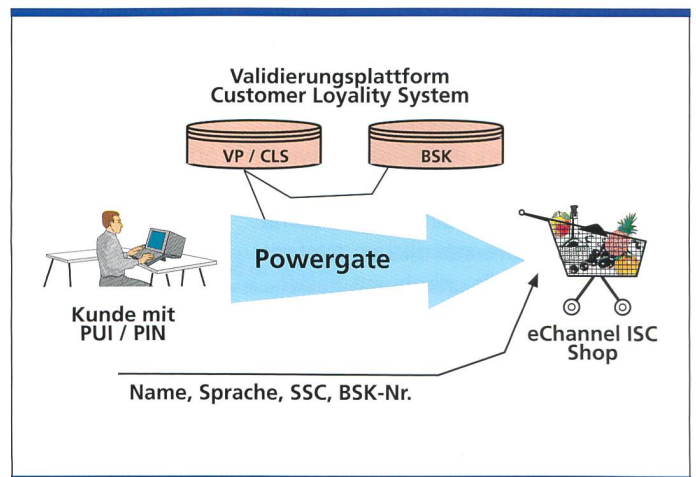 Validierungsplattform
Customer Loyality System
VP / CLS
BSK
Powergate
Kunde mit
PUI / PIN
eChannel ISC
Shop
Name, Sprache, SSC, BSK-Nr.